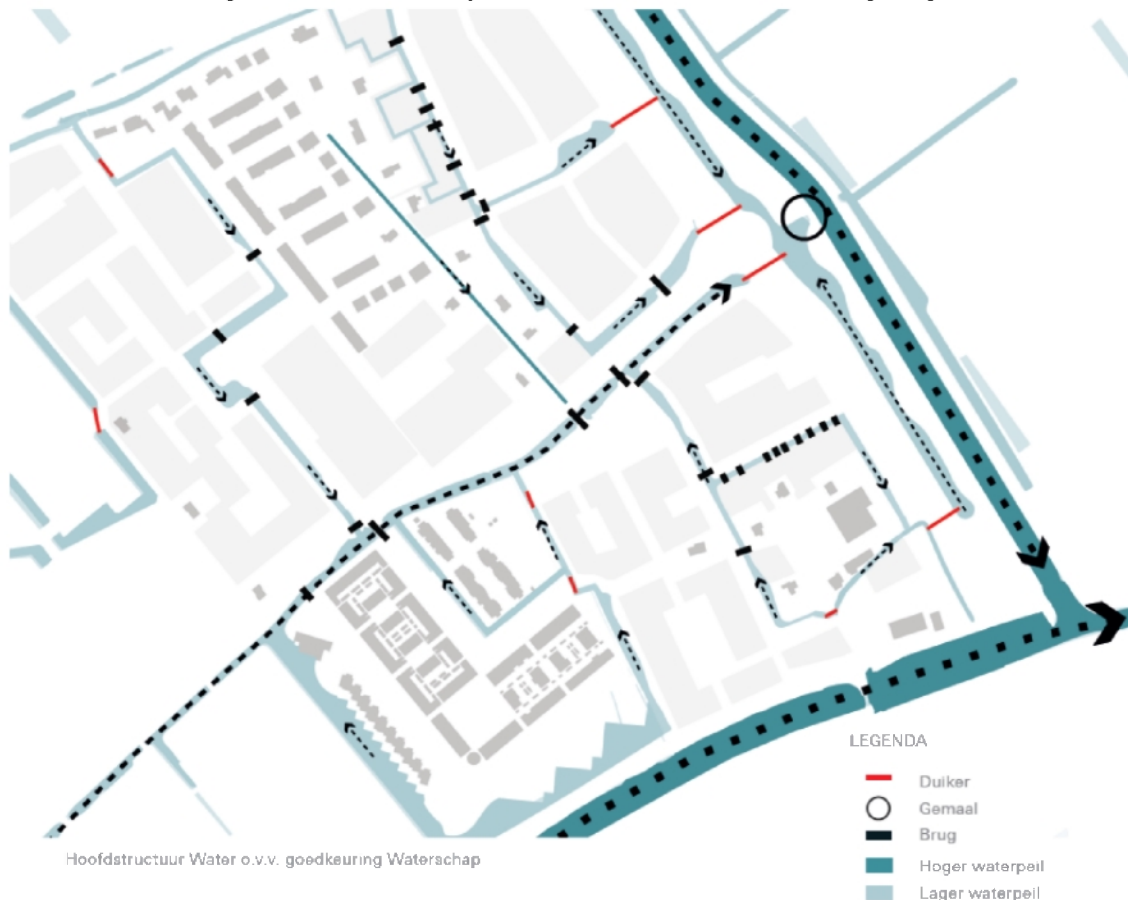 LEGENDA
Duiker
Gemaal
Brug
Hoger waterpeil
Lager waterpeil
Hoofdstructuur Water o.v.v. goedkeuring Waterschap